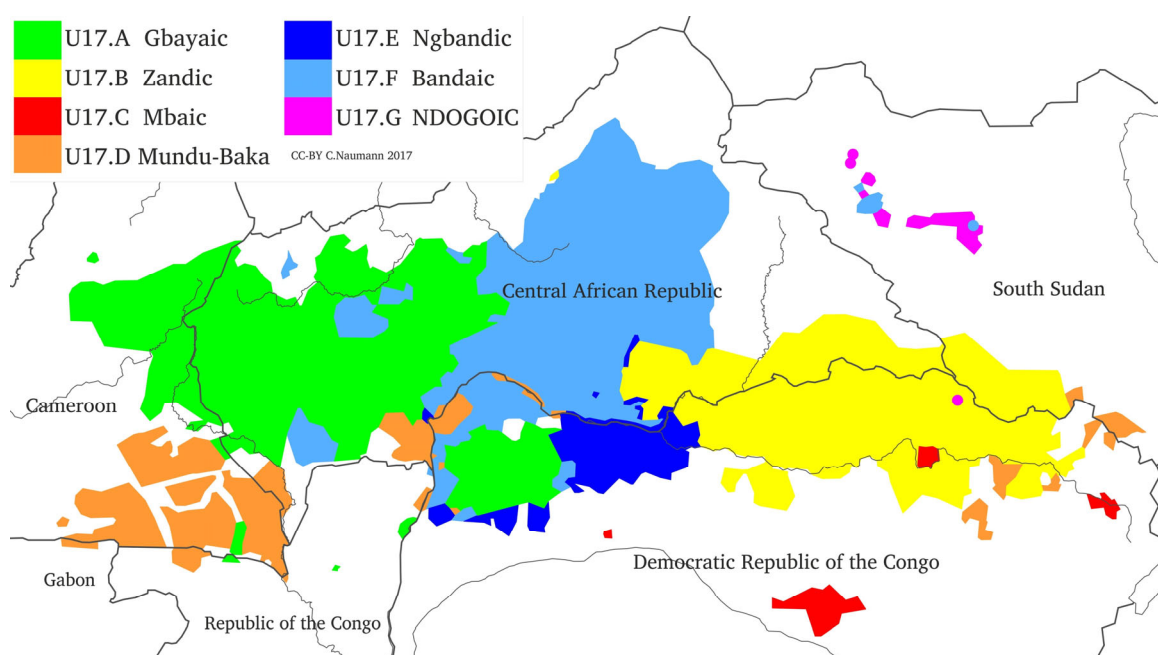 U17.A Gbayaic
U17.B Zandic
U17.C Mbaic
U17.D Mundu-Baka
U17.E Ngbandic
U17.F Bandaic
U17.G NDOGOIC
CC-BY C.Naumann 2017
Central African Republic
South Sudan
Cameroon
Democratic Republic of the Congo
Gabon
Republic of the Congo